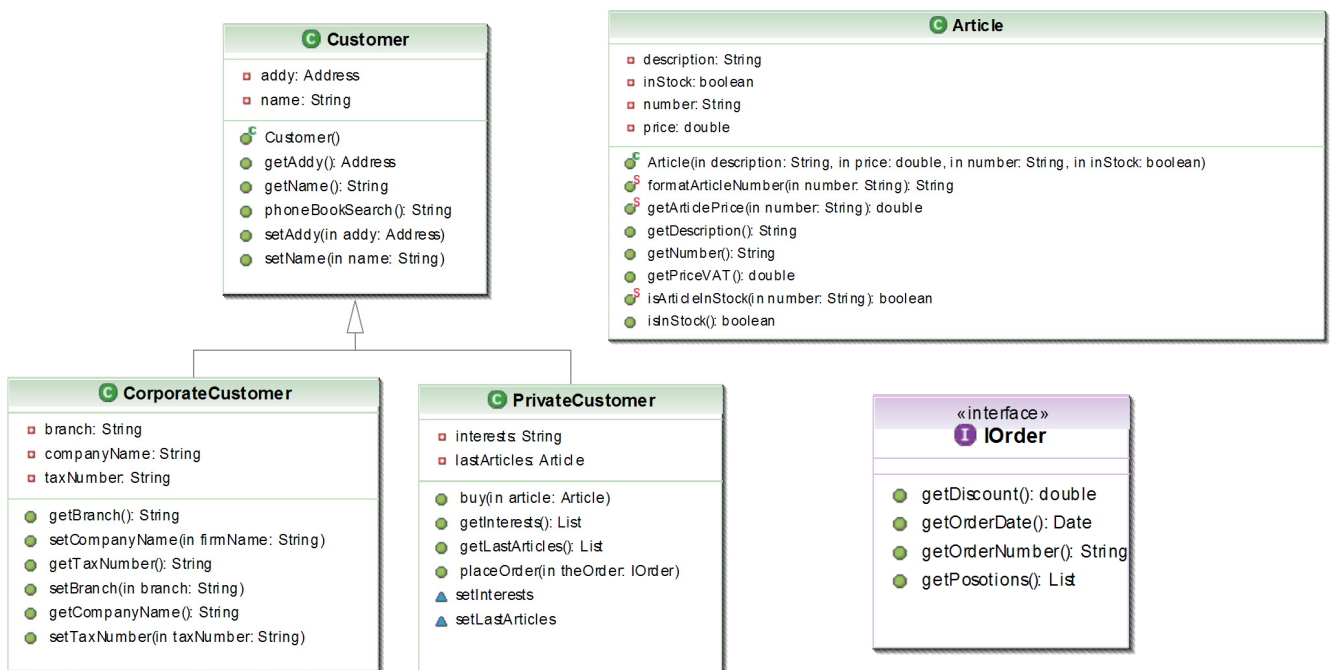 Customer
addy: Address
name: String
Customer()
getAddy(): Address
getName(): String
phoneBookSearch(): String
setAddy(in addy: Address)
setName(in name: String)
Article
description: String
inStock: boolean
number: String
price: double
Article(in description: String, in price: double, in number: String, in inStock: boolean)
formatArticleNumber(in number: String): String
getArticlePrice(in number: String): double
getDescription(): String
getNumber(): String
getPriceVAT(): double
isArticleInStock(in number: String): boolean
isInStock(): boolean
CorporateCustomer
branch: String
companyName: String
taxNumber: String
getBranch(): String
setCompanyName(in firmName: String)
getTaxNumber(): String
setBranch(in branch: String)
getCompanyName(): String
setTaxNumber(in taxNumber: String)
PrivateCustomer
interests: String
lastArticles: Article
buy(in article: Article)
getInterests(): List
getLastArticles(): List
placeOrder(in theOrder: IOrder)
setInterests
setLastArticles
«interface»
IOrder
getDiscount(): double
getOrderDate(): Date
getOrderNumber(): String
getPosotions(): List